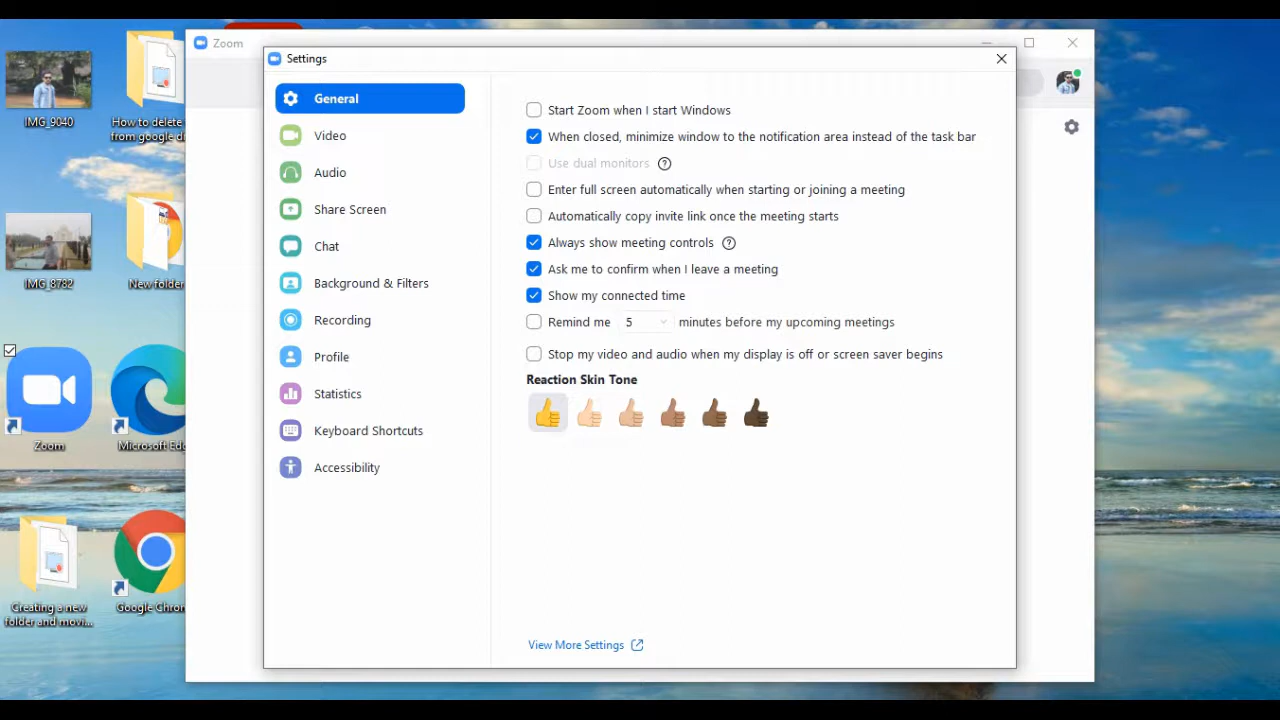 Zoom
Settings
General
Video
Audio
Share Screen
Chat
Background & Filters
Recording
Profile
Statistics
Keyboard Shortcuts
Accessibility
Start Zoom when I start Windows
When closed, minimize window to the notification area instead of the task bar
Use dual monitors
Enter full screen automatically when starting or joining a meeting
Automatically copy invite link once the meeting starts
Always show meeting controls
Ask me to confirm when I leave a meeting
Show my connected time
Remind me 5 minutes before my upcoming meetings
Stop my video and audio when my display is off or screen saver begins
Reaction Skin Tone
View More Settings
IMG_9040
How to delete
from google d
IMG_8782
New folder
Zoom
Microsoft Edg
Creating a new
folder and movi...
Google Chro